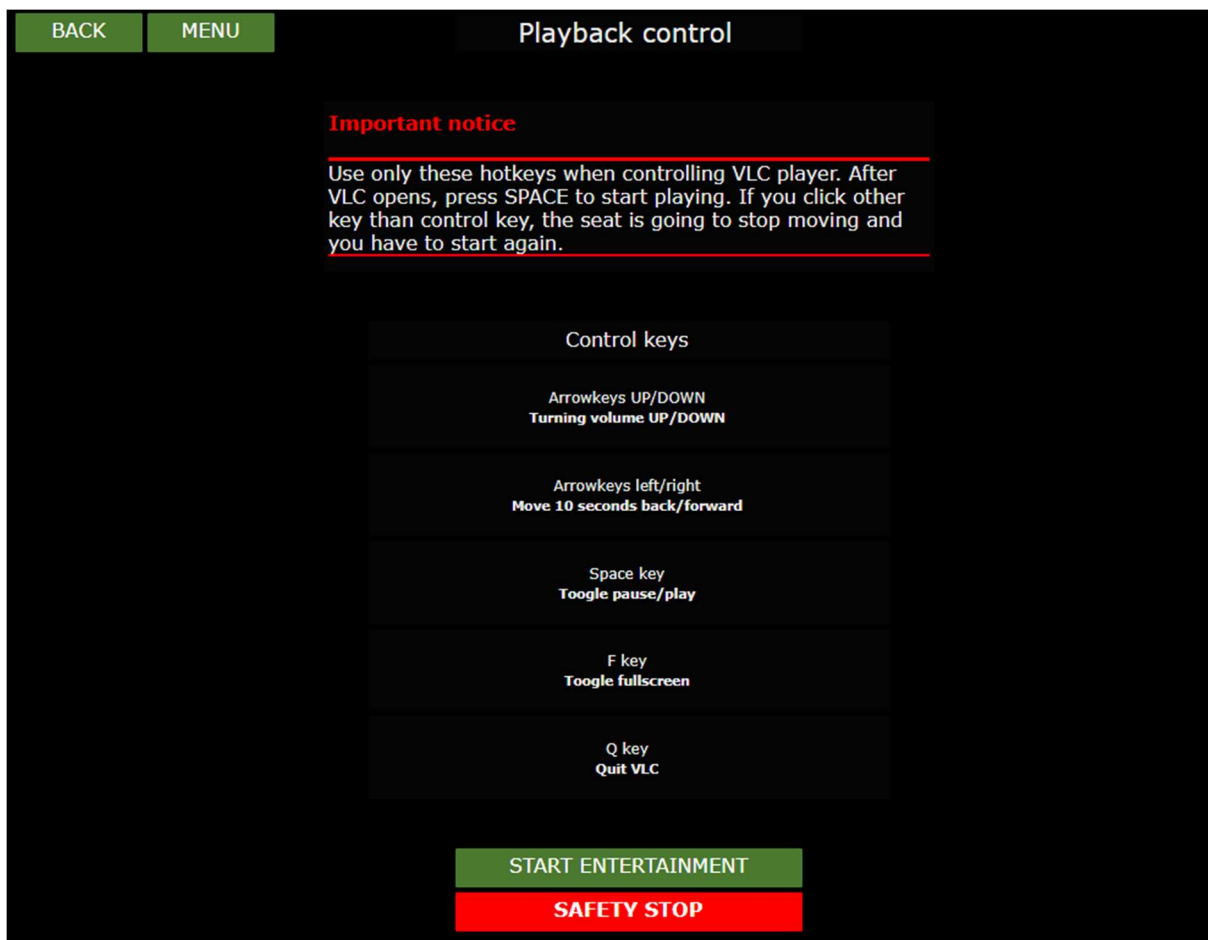 BACK MENU Playback control
Important notice
Use only these hotkeys when controlling VLC player. After
VLC opens, press SPACE to start playing. If you click other
key than control key, the seat is going to stop moving and
you have to start again.
Control keys
Arrowkeys UP/DOWN
Turning volume UP/DOWN
Arrowkeys left/right
Move 10 seconds back/forward
Space key
Toogle pause/play
F key
Toogle fullscreen
Q key
Quit VLC
START ENTERTAINMENT
SAFETY STOP